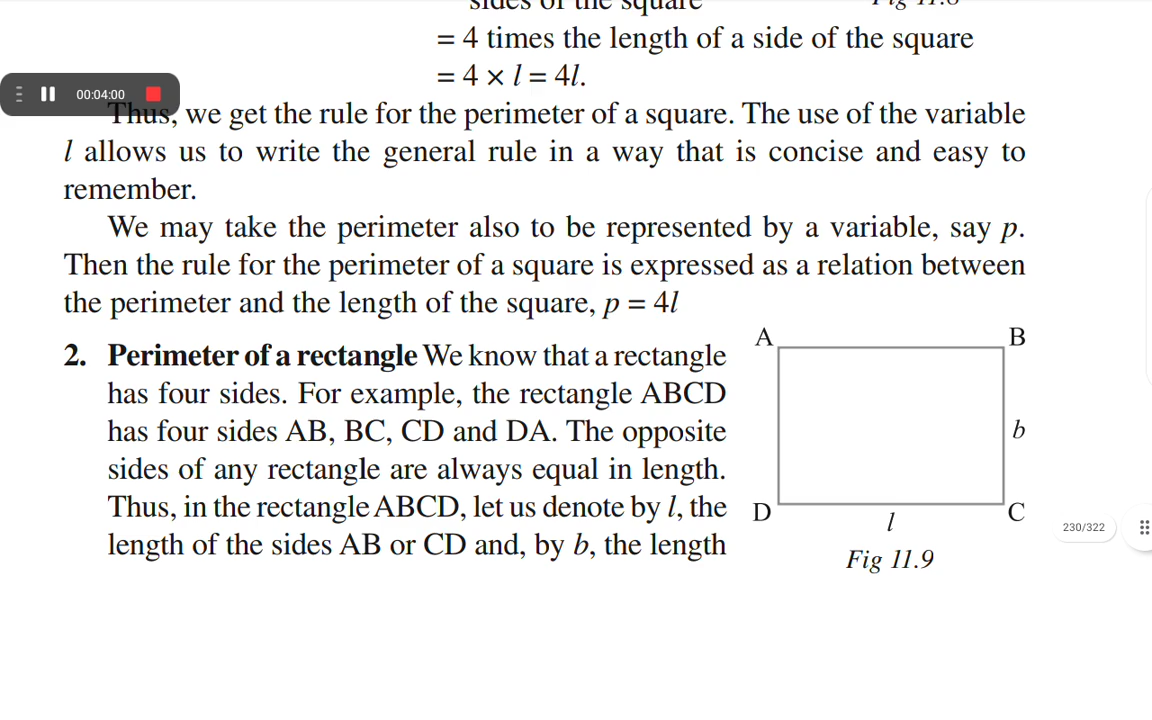 sides of the square
Fig 11.8
= 4 times the length of a side of the square
= 4 × l = 4l.
00:04:00
Thus, we get the rule for the perimeter of a square. The use of the variable
l allows us to write the general rule in a way that is concise and easy to
remember.
We may take the perimeter also to be represented by a variable, say p.
Then the rule for the perimeter of a square is expressed as a relation between
the perimeter and the length of the square, p = 4l
2. Perimeter of a rectangle We know that a rectangle
has four sides. For example, the rectangle ABCD
has four sides AB, BC, CD and DA. The opposite
sides of any rectangle are always equal in length.
Thus, in the rectangle ABCD, let us denote by l, the
length of the sides AB or CD and, by b, the length
A
B
b
D
C
l
Fig 11.9
230/322